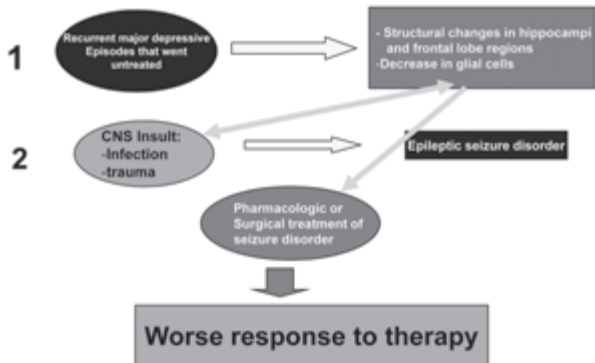 1
Recurrent major depressive
Episodes that went
untreated
- Structural changes in hippocampi
and frontal lobe regions
-Decrease in glial cells
2
CNS Insult:
-Infection
-trauma
Epileptic seizure disorder
Pharmacologic or
Surgical treatment of
seizure disorder
Worse response to therapy